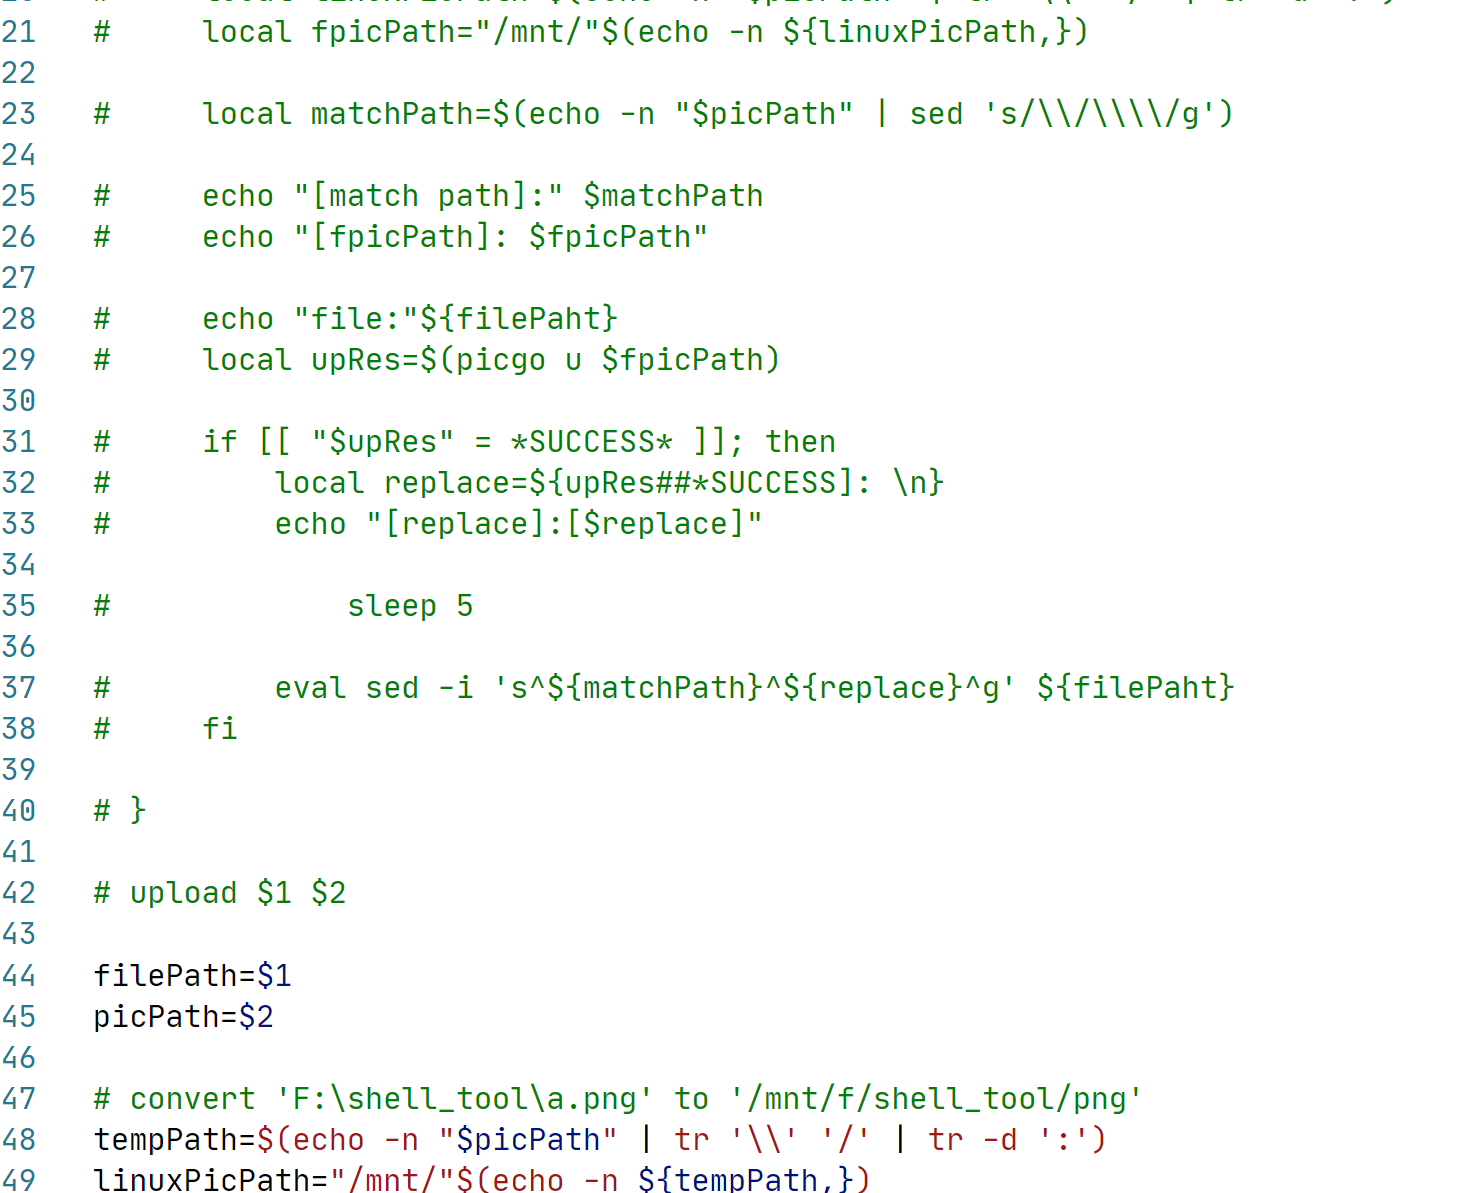 21 # local fpicPath="/mnt/"$(echo -n ${linuxPicPath,})
22
23 # local matchPath=$(echo -n "$picPath" | sed 's/\\/\\\\/g')
24
25 # echo "[match path]:" $matchPath
26 # echo "[fpicPath]: $fpicPath"
27
28 # echo "file:"${filePaht}
29 # local upRes=$(picgo u $fpicPath)
30
31 # if [[ "$upRes" = *SUCCESS* ]]; then
32 # local replace=${upRes##*SUCCESS]: \n}
33 # echo "[replace]:[$replace]"
34
35 # sleep 5
36
37 # eval sed -i 's^${matchPath}^${replace}^g' ${filePaht}
38 # fi
39
40 # }
41
42 # upload $1 $2
43
44 filePath=$1
45 picPath=$2
46
47 # convert 'F:\shell_tool\a.png' to '/mnt/f/shell_tool/png'
48 tempPath=$(echo -n "$picPath" | tr '\\' '/' | tr -d ':')
49 linuxPicPath="/mnt/"$(echo -n ${tempPath,})